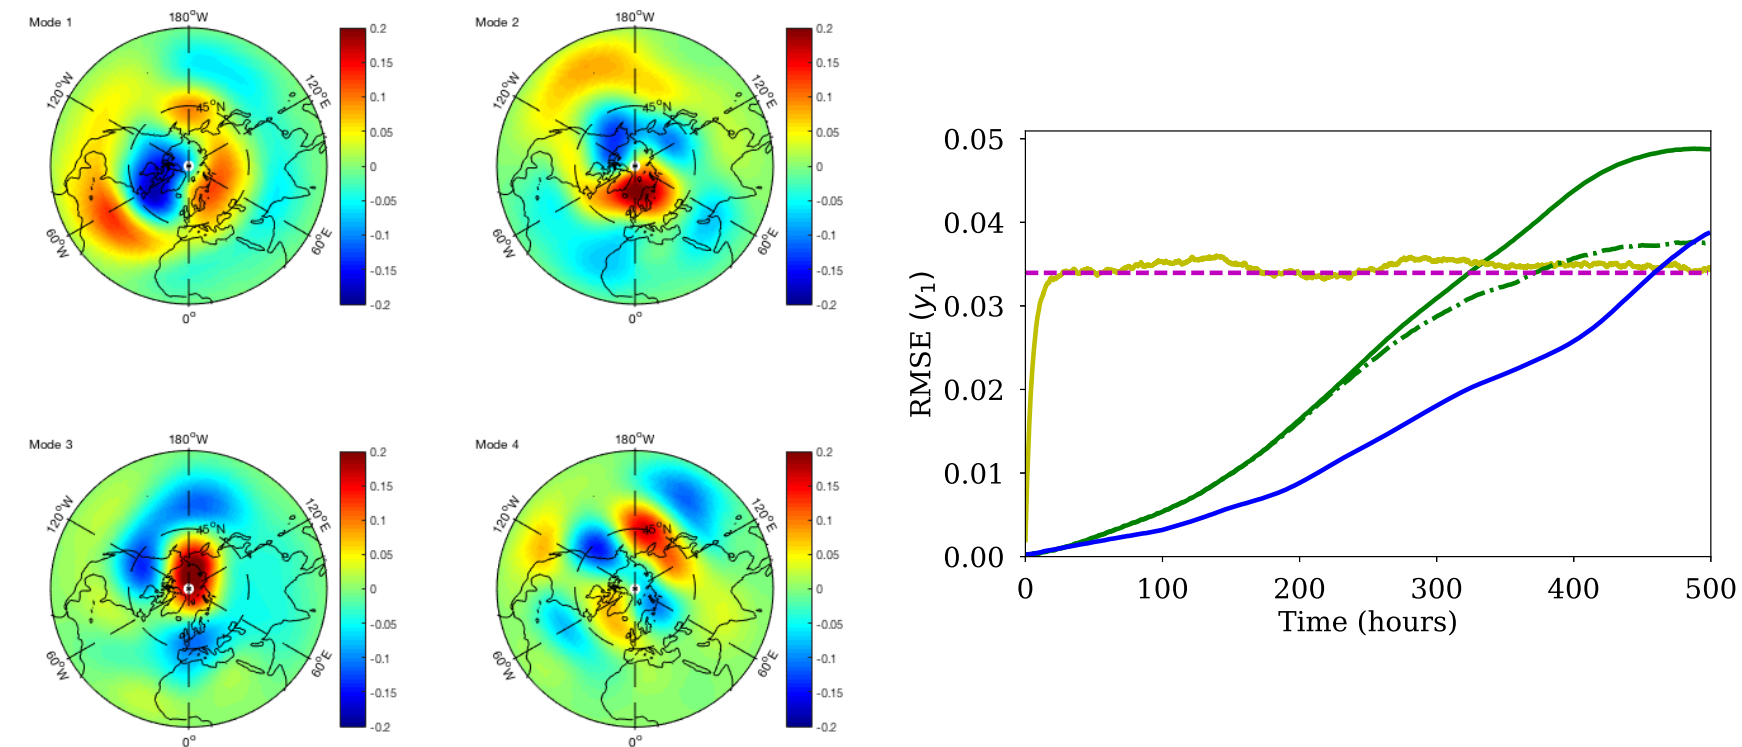 Mode 1
180°W
120°W
120°E
45°N
60°W
60°E
0°
0.2
0.15
0.1
0.05
0
-0.05
-0.1
-0.15
-0.2
Mode 2
180°W
120°W
120°E
45°N
60°W
60°E
0°
0.2
0.15
0.1
0.05
0
-0.05
-0.1
-0.15
-0.2
Mode 3
180°W
120°W
120°E
45°N
60°W
60°E
0°
0.2
0.15
0.1
0.05
0
-0.05
-0.1
-0.15
-0.2
Mode 4
180°W
120°W
120°E
45°N
60°W
60°E
0°
0.2
0.15
0.1
0.05
0
-0.05
-0.1
-0.15
-0.2
RMSE (y₁)
0.05
0.04
0.03
0.02
0.01
0.00
0 100 200 300 400 500
Time (hours)